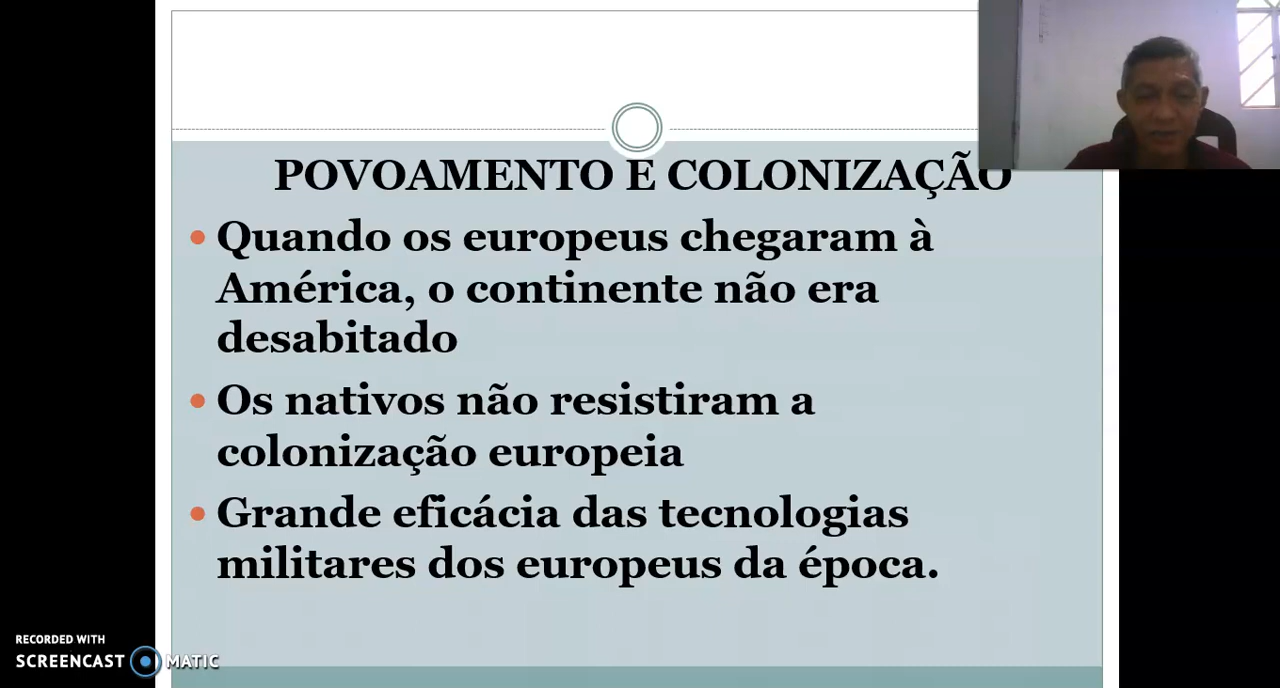 POVOAMENTO E COLONIZAÇÃO
Quando os europeus chegaram à
América, o continente não era
desabitado
Os nativos não resistiram a
colonização europeia
Grande eficácia das tecnologias
militares dos europeus da época.
RECORDED WITH
SCREENCAST MATIC